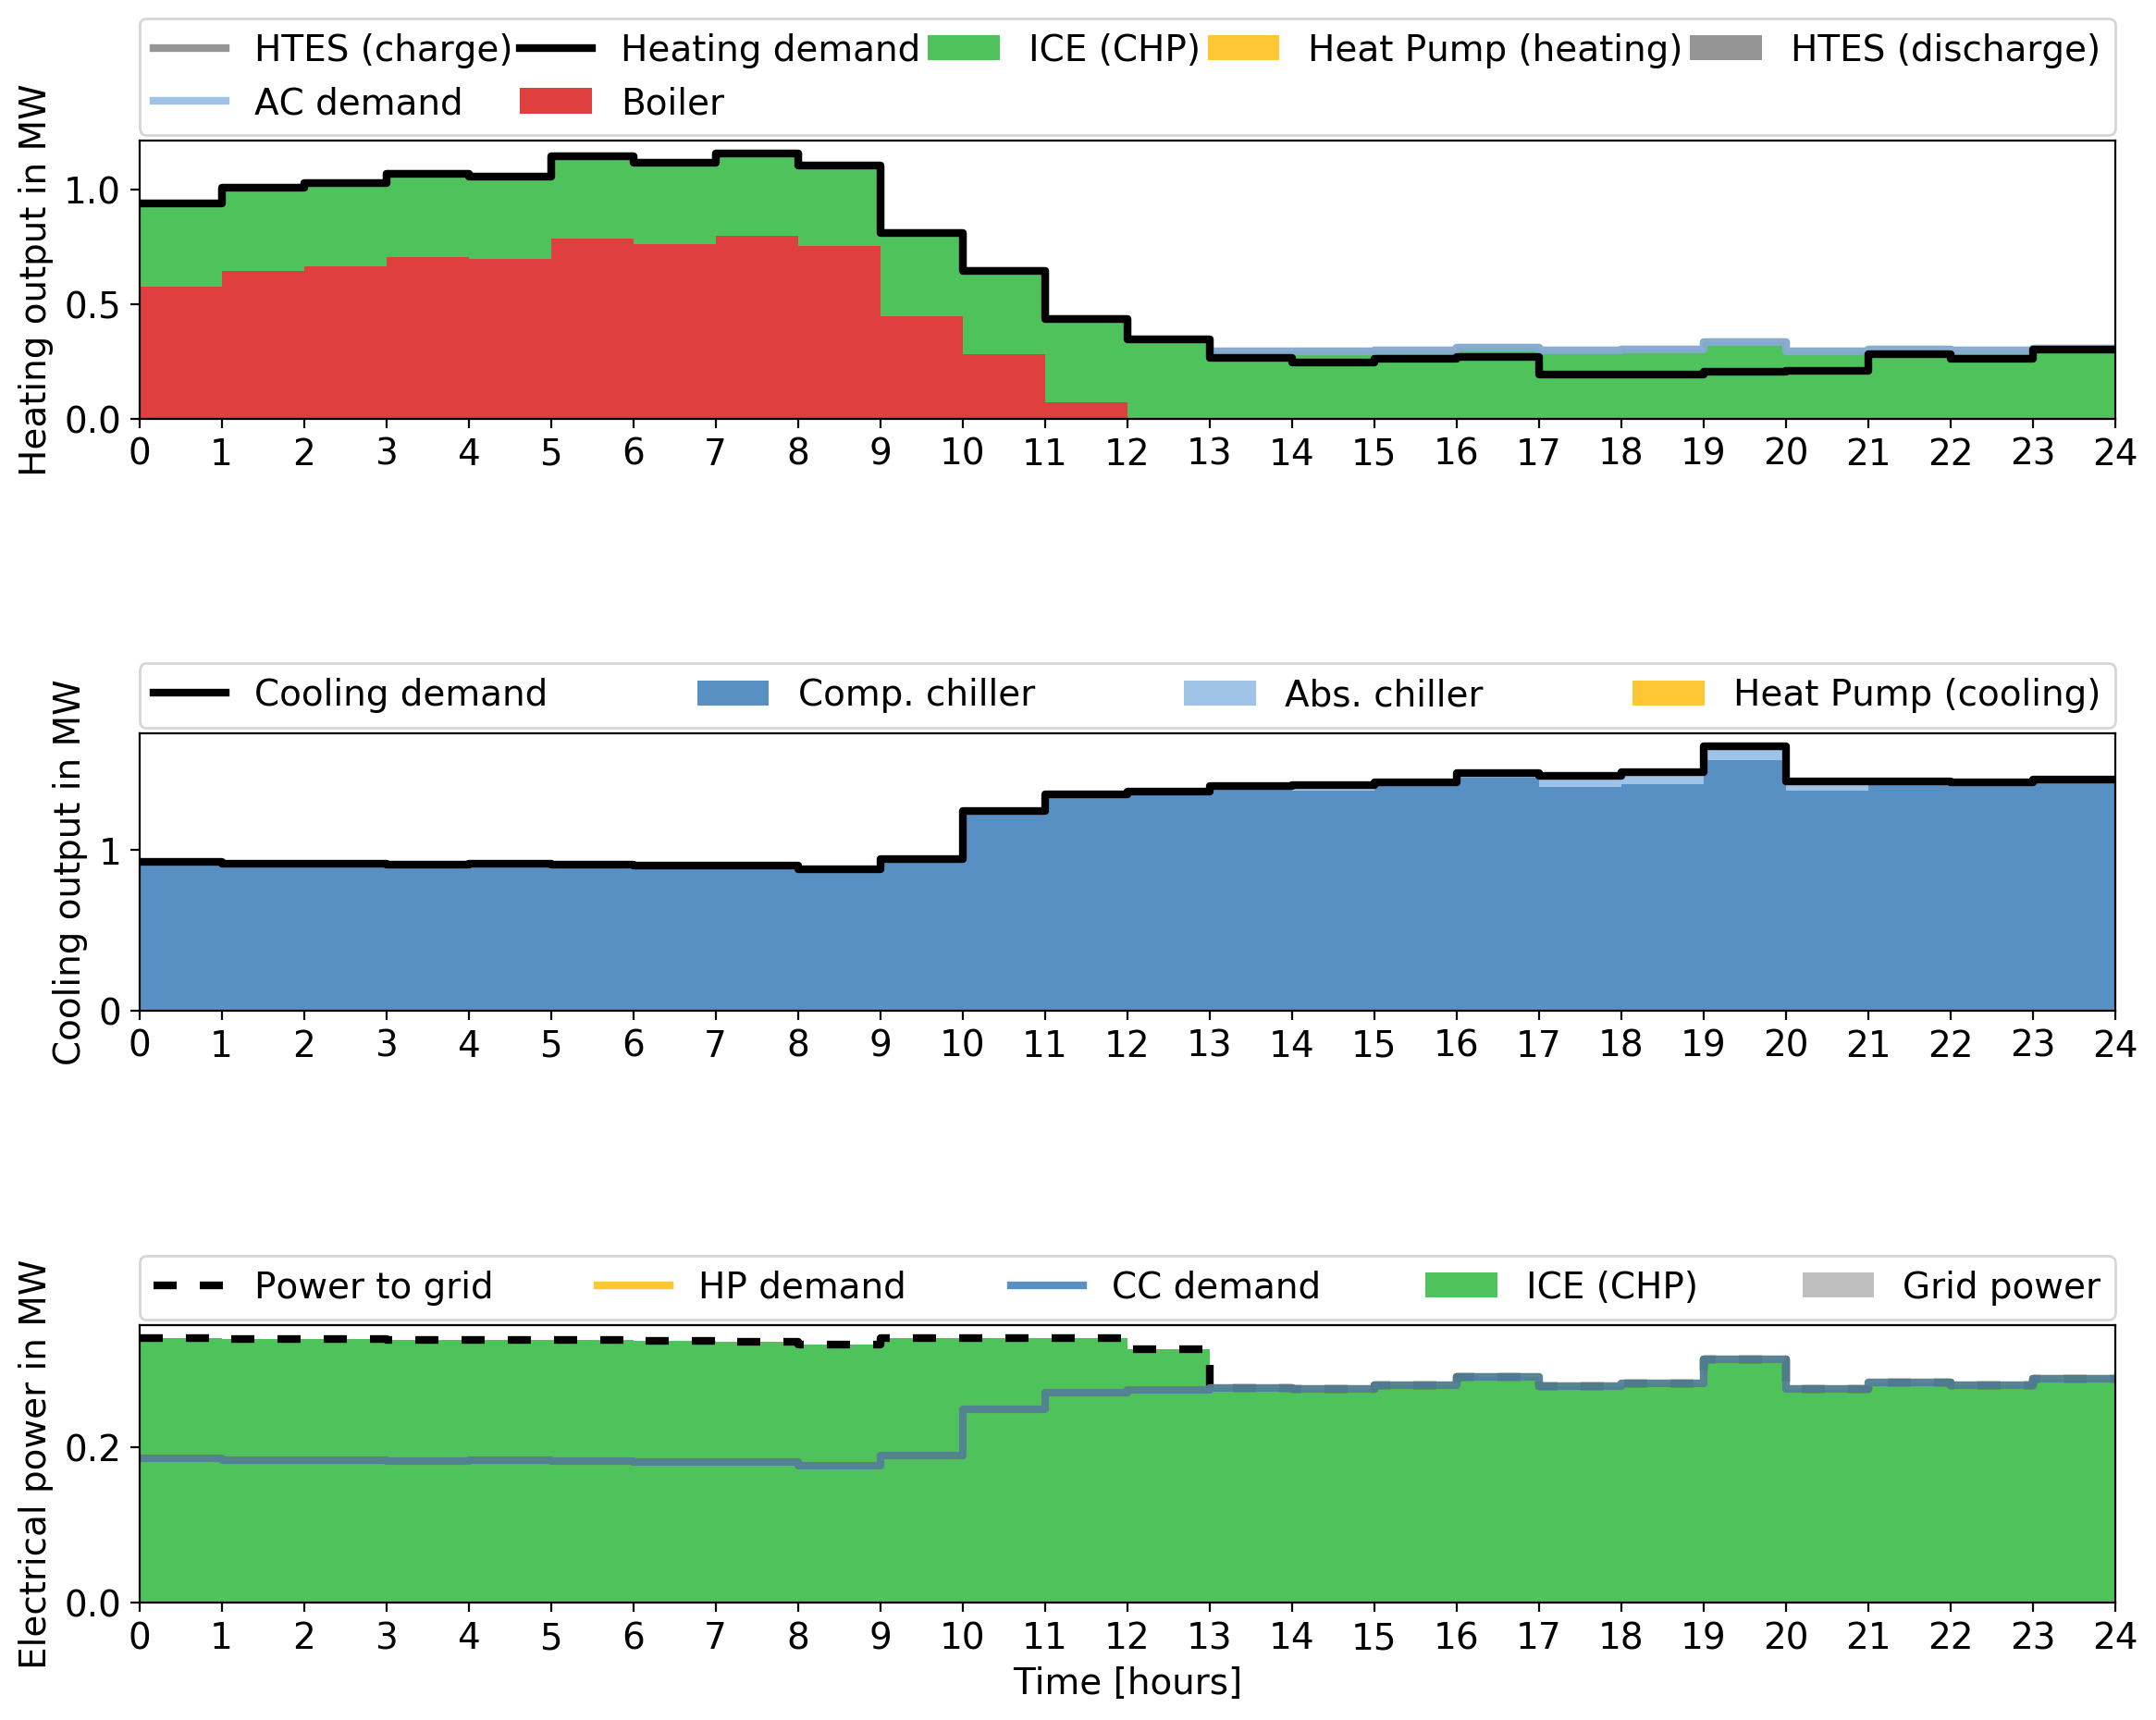 HTES (charge) Heating demand ICE (CHP) Heat Pump (heating) HTES (discharge)
AC demand Boiler
Heating output in MW
1.0
0.5
0.0
0 1 2 3 4 5 6 7 8 9 10 11 12 13 14 15 16 17 18 19 20 21 22 23 24
Cooling demand Comp. chiller Abs. chiller Heat Pump (cooling)
Cooling output in MW
1
0
0 1 2 3 4 5 6 7 8 9 10 11 12 13 14 15 16 17 18 19 20 21 22 23 24
Power to grid HP demand CC demand ICE (CHP) Grid power
Electrical power in MW
0.2
0.0
0 1 2 3 4 5 6 7 8 9 10 11 12 13 14 15 16 17 18 19 20 21 22 23 24
Time [hours]